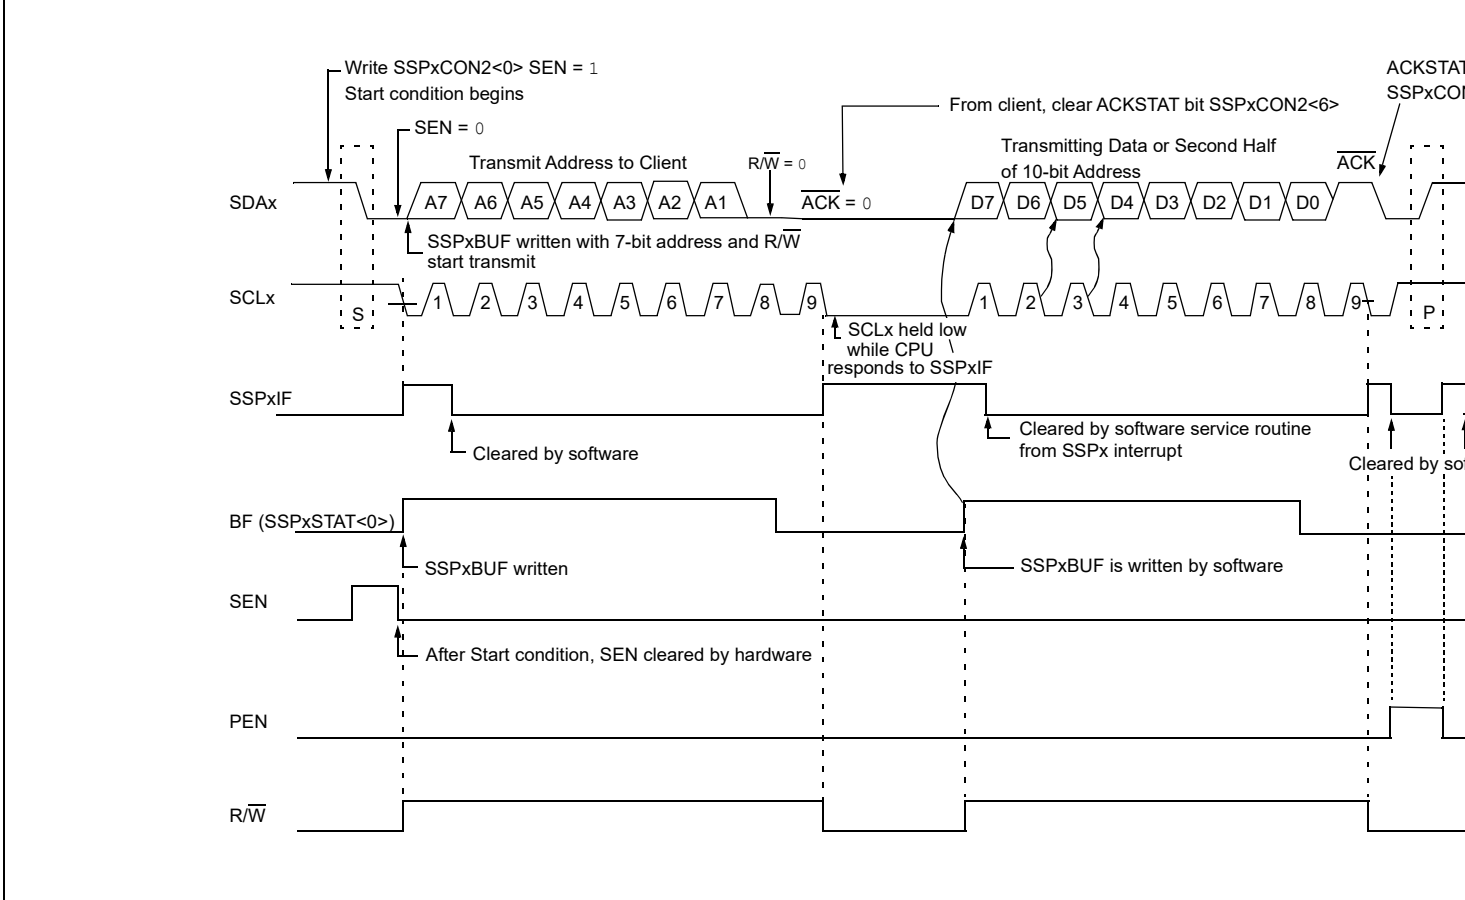 Write SSPxCON2<0> SEN = 1
Start condition begins
ACKSTAT
SSPxCON
From client, clear ACKSTAT bit SSPxCON2<6>
SEN = 0
Transmit Address to Client
R/W = 0
Transmitting Data or Second Half
of 10-bit Address
ACK
SDAx
A7 A6 A5 A4 A3 A2 A1
ACK = 0
D7 D6 D5 D4 D3 D2 D1 D0
SSPxBUF written with 7-bit address and R/W
start transmit
SCLx
S
1 2 3 4 5 6 7 8 9
1 2 3 4 5 6 7 8 9
P
SCLx held low
while CPU
responds to SSPxIF
SSPxIF
Cleared by software
Cleared by software service routine
from SSPx interrupt
Cleared by sof
BF (SSPxSTAT<0>)
SSPxBUF written
SSPxBUF is written by software
SEN
After Start condition, SEN cleared by hardware
PEN
R/W